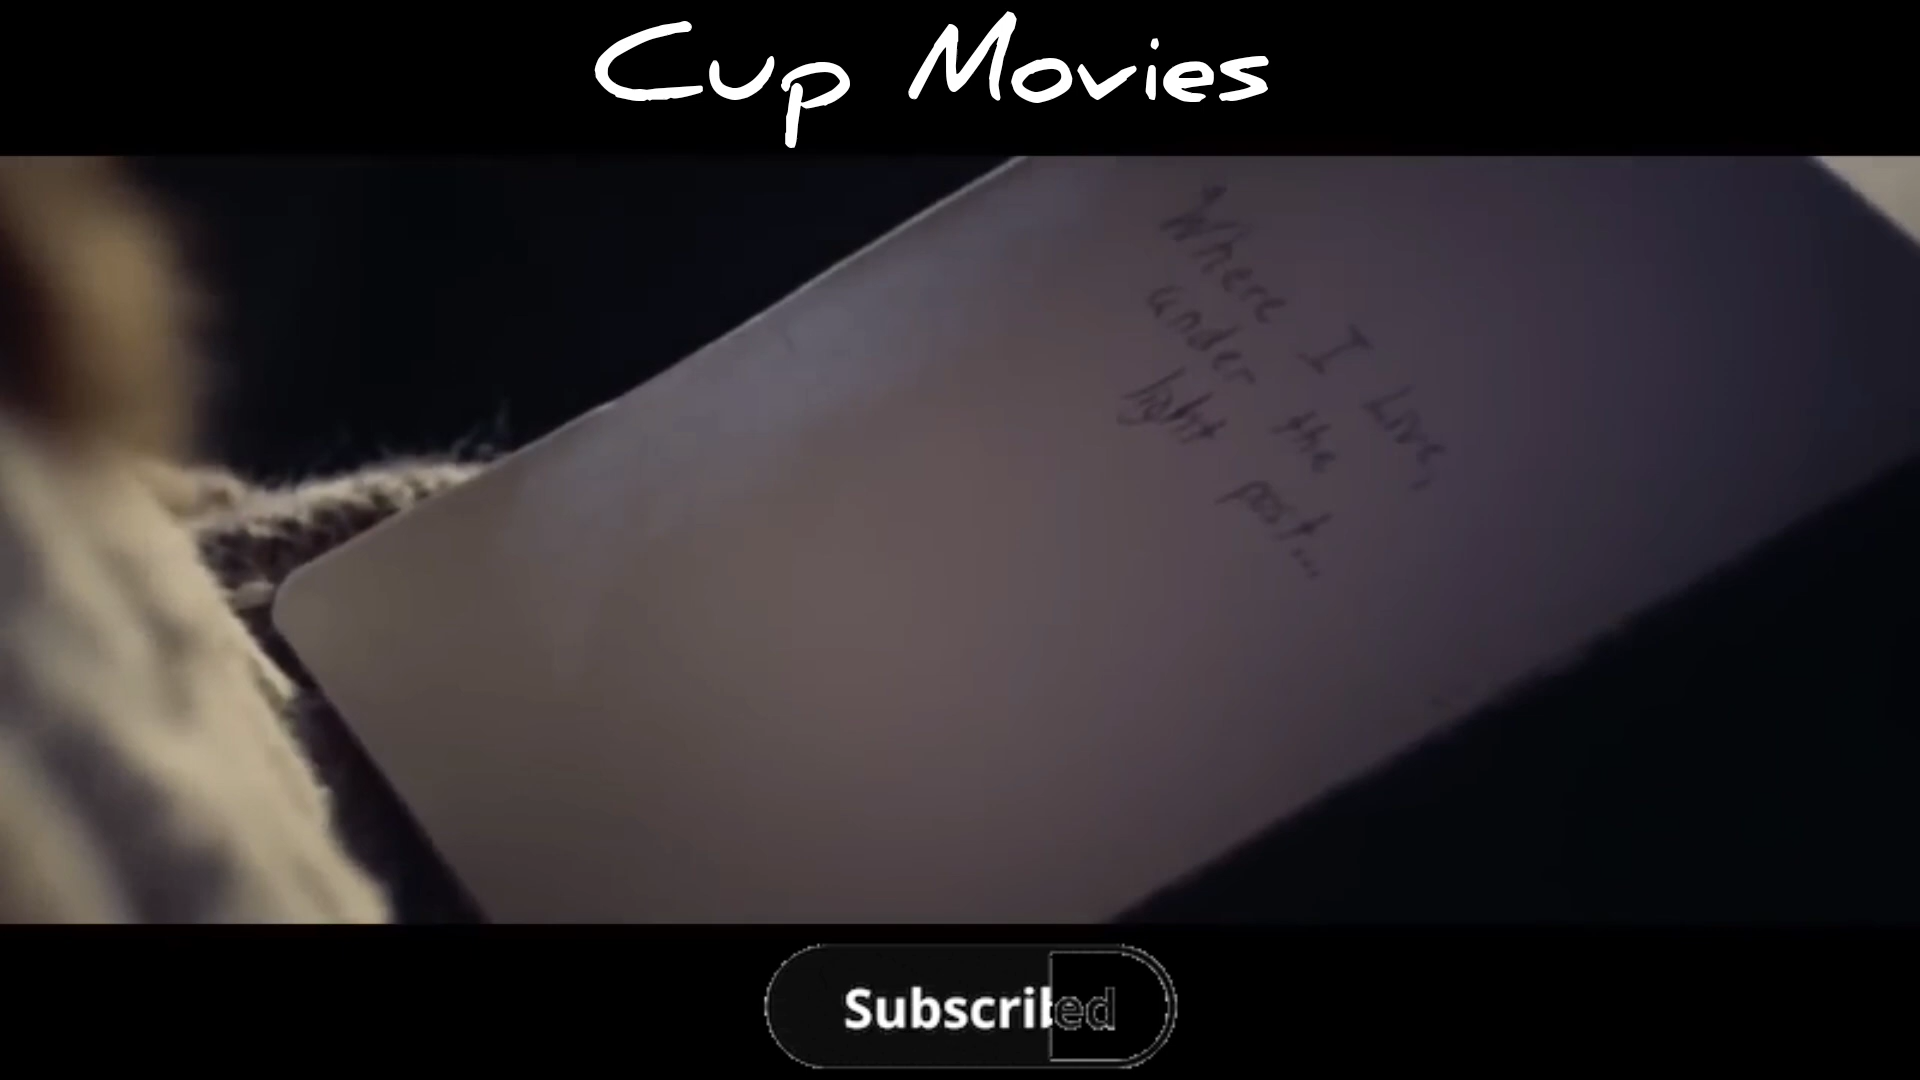 Cup Movies
Where I Live,
under the
light post...
Subscribed